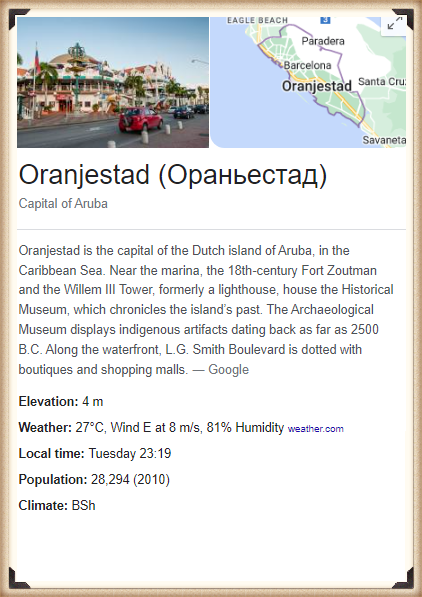 EAGLE BEACH
3
Paradera
Barcelona
Oranjestad
Santa Cru
Savaneta
Oranjestad (Ораньестад)
Capital of Aruba
Oranjestad is the capital of the Dutch island of Aruba, in the
Caribbean Sea. Near the marina, the 18th-century Fort Zoutman
and the Willem III Tower, formerly a lighthouse, house the Historical
Museum, which chronicles the island’s past. The Archaeological
Museum displays indigenous artifacts dating back as far as 2500
B.C. Along the waterfront, L.G. Smith Boulevard is dotted with
boutiques and shopping malls. — Google
Elevation: 4 m
Weather: 27°C, Wind E at 8 m/s, 81% Humidity weather.com
Local time: Tuesday 23:19
Population: 28,294 (2010)
Climate: BSh